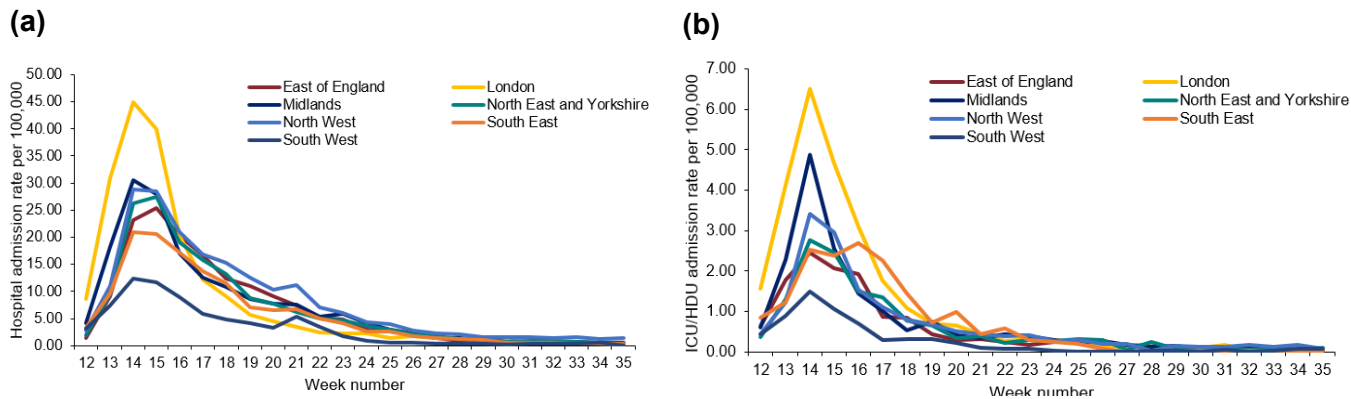 (a)
Hospital admission rate per 100,000
50.00
45.00
40.00
35.00
30.00
25.00
20.00
15.00
10.00
5.00
0.00
East of England London
Midlands North East and Yorkshire
North West South East
South West
12 13 14 15 16 17 18 19 20 21 22 23 24 25 26 27 28 29 30 31 32 33 34 35
Week number
(b)
ICU/HDU admission rate per 100,000
7.00
6.00
5.00
4.00
3.00
2.00
1.00
0.00
East of England London
Midlands North East and Yorkshire
North West South East
South West
12 13 14 15 16 17 18 19 20 21 22 23 24 25 26 27 28 29 30 31 32 33 34 35
Week number